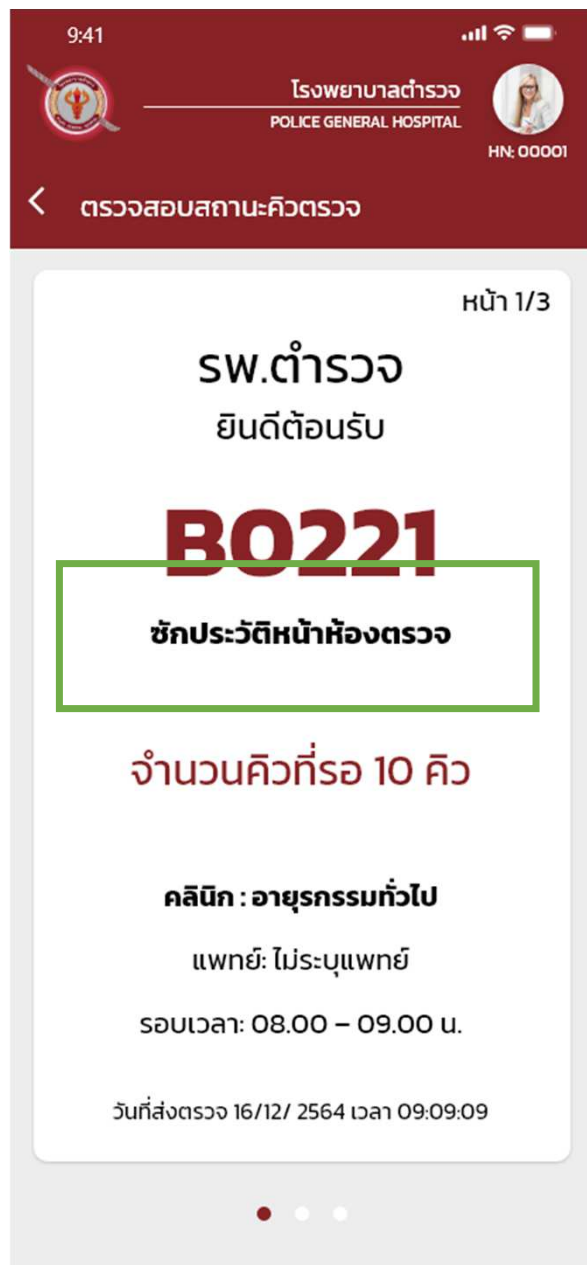 9:41
โรงพยาบาลตำรวจ
POLICE GENERAL HOSPITAL
HN: 00001
ตรวจสอบสถานะคิวตรวจ
หน้า 1/3
รพ.ตำรวจ
ยินดีต้อนรับ
B0221
ซักประวัติหน้าห้องตรวจ
จำนวนคิวที่รอ 10 คิว
คลินิก : อายุรกรรมทั่วไป
แพทย์: ไม่ระบุแพทย์
รอบเวลา: 08.00 – 09.00 น.
วันที่ส่งตรวจ 16/12/ 2564 เวลา 09:09:09